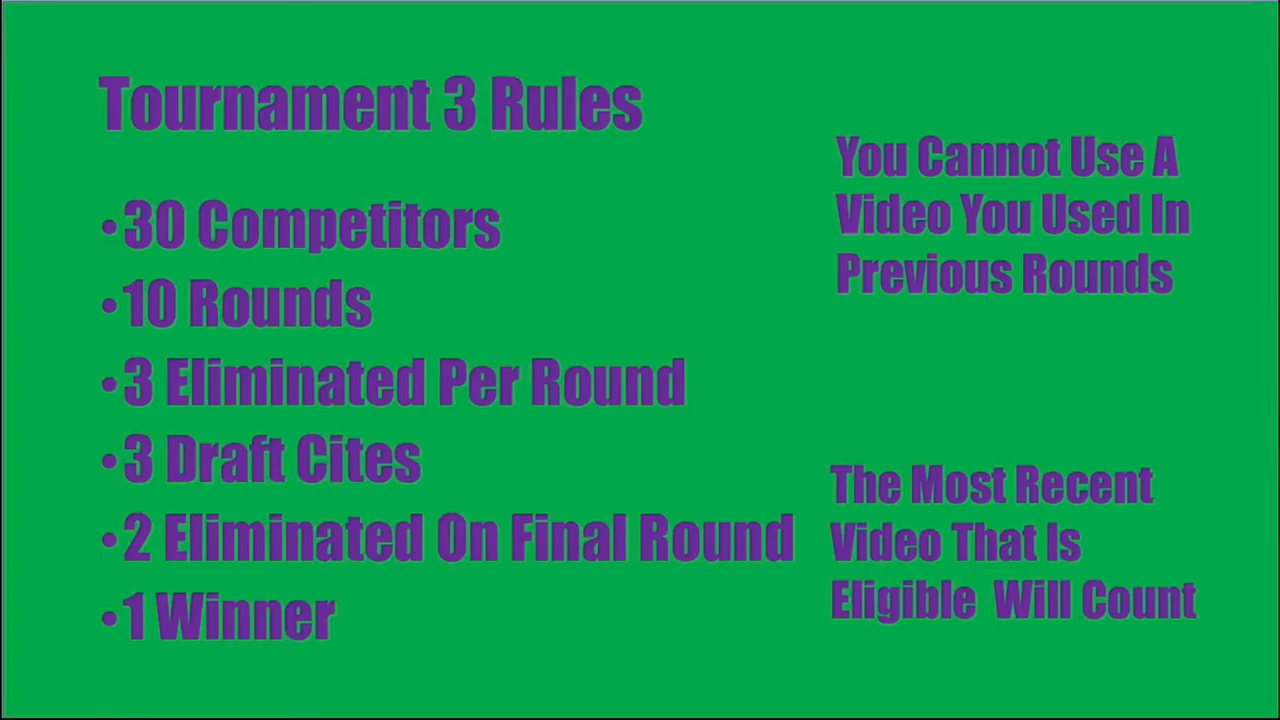 Tournament 3 Rules
•30 Competitors
•10 Rounds
•3 Eliminated Per Round
•3 Draft Cites
•2 Eliminated On Final Round
•1 Winner
You Cannot Use A
Video You Used In
Previous Rounds
The Most Recent
Video That Is
Eligible  Will Count